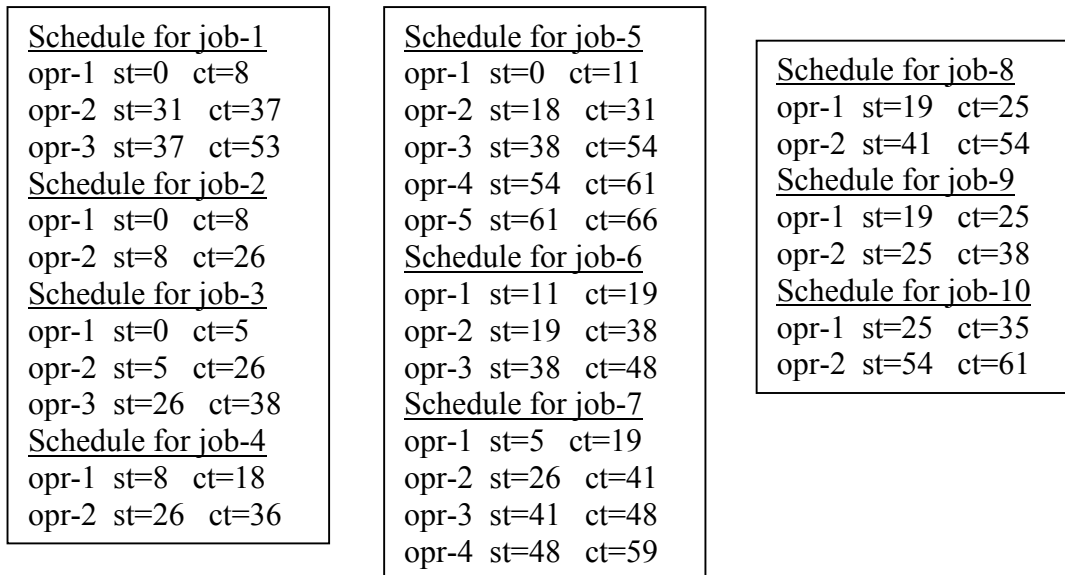 Schedule for job-1
opr-1 st=0 ct=8
opr-2 st=31 ct=37
opr-3 st=37 ct=53
Schedule for job-2
opr-1 st=0 ct=8
opr-2 st=8 ct=26
Schedule for job-3
opr-1 st=0 ct=5
opr-2 st=5 ct=26
opr-3 st=26 ct=38
Schedule for job-4
opr-1 st=8 ct=18
opr-2 st=26 ct=36
Schedule for job-5
opr-1 st=0 ct=11
opr-2 st=18 ct=31
opr-3 st=38 ct=54
opr-4 st=54 ct=61
opr-5 st=61 ct=66
Schedule for job-6
opr-1 st=11 ct=19
opr-2 st=19 ct=38
opr-3 st=38 ct=48
Schedule for job-7
opr-1 st=5 ct=19
opr-2 st=26 ct=41
opr-3 st=41 ct=48
opr-4 st=48 ct=59
Schedule for job-8
opr-1 st=19 ct=25
opr-2 st=41 ct=54
Schedule for job-9
opr-1 st=19 ct=25
opr-2 st=25 ct=38
Schedule for job-10
opr-1 st=25 ct=35
opr-2 st=54 ct=61